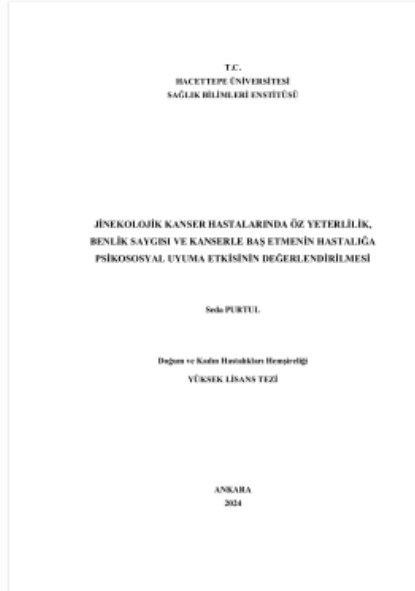 T.C.
HACETTEPE ÜNİVERSİTESİ
SAĞLIK BİLİMLERİ ENSTİTÜSÜ
JİNEKOLOJİK KANSER HASTALARINDA ÖZ YETERLİLİK,
BENLİK SAYGISI VE KANSERLE BAŞ ETMENİN HASTALIĞA
PSİKOSOSYAL UYUMA ETKİSİNİN DEĞERLENDİRİLMESİ
Seda PURTUL
Doğum ve Kadın Hastalıkları Hemşireliği
YÜKSEK LİSANS TEZİ
ANKARA
2024